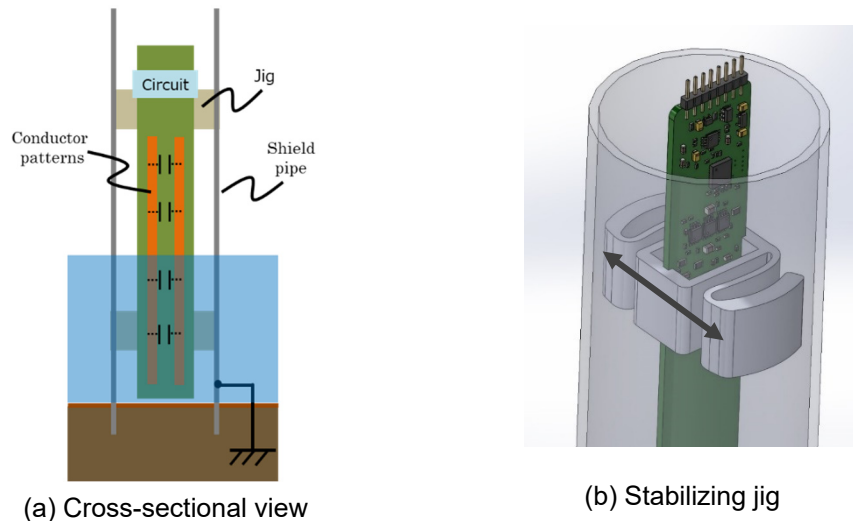 Circuit
Jig
Conductor
patterns
Shield
pipe
(a) Cross-sectional view
(b) Stabilizing jig